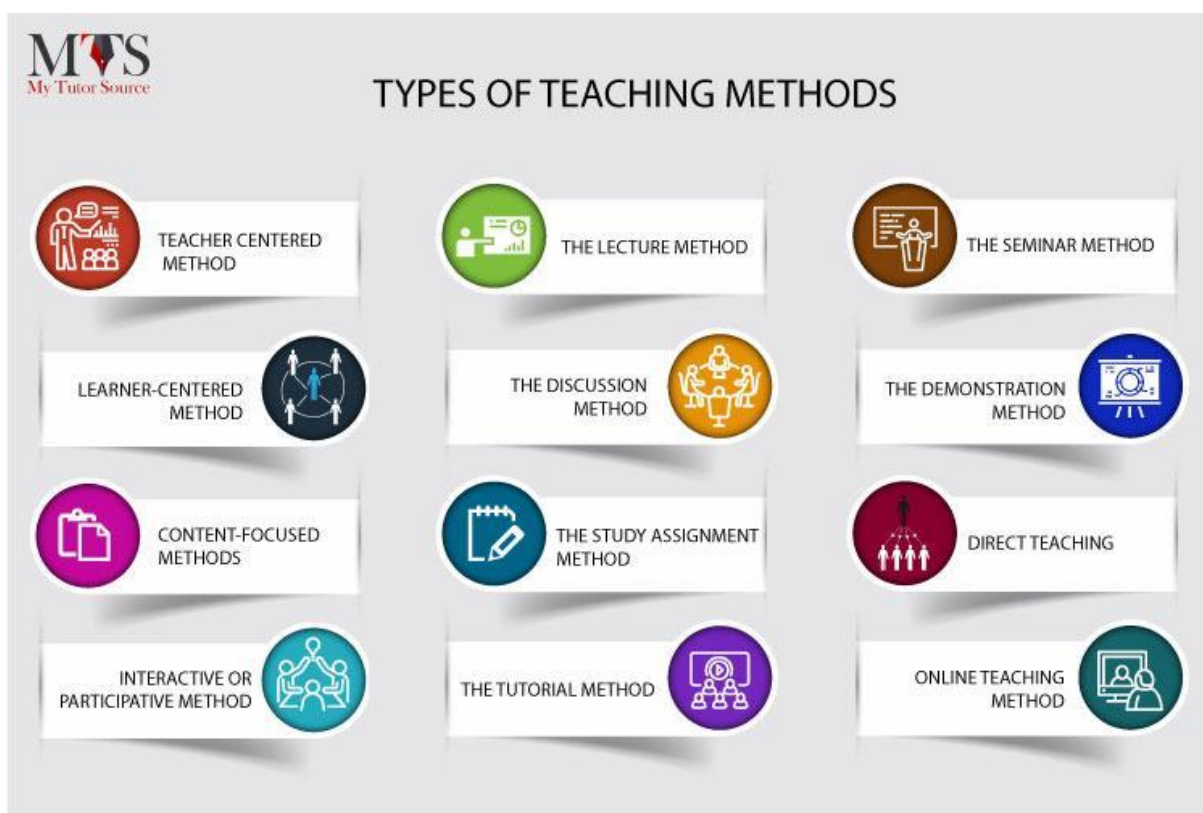 MTS
My Tutor Source
TYPES OF TEACHING METHODS
TEACHER CENTERED
METHOD
THE LECTURE METHOD
THE SEMINAR METHOD
LEARNER-CENTERED
METHOD
THE DISCUSSION
METHOD
THE DEMONSTRATION
METHOD
CONTENT-FOCUSED
METHODS
THE STUDY ASSIGNMENT
METHOD
DIRECT TEACHING
INTERACTIVE OR
PARTICIPATIVE METHOD
THE TUTORIAL METHOD
ONLINE TEACHING
METHOD